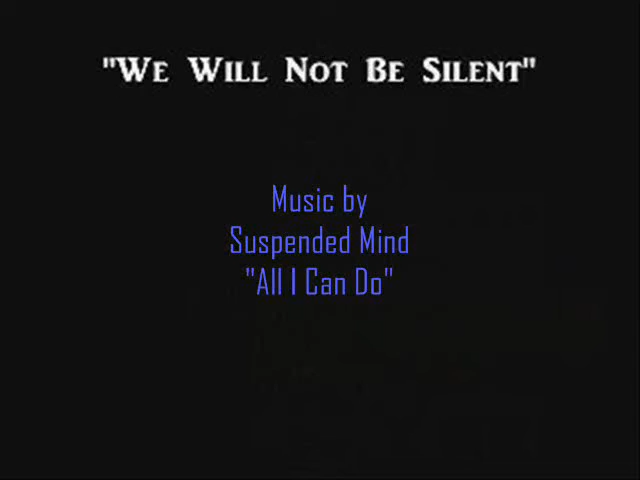 "We Will Not Be Silent"
Music by
Suspended Mind
"All I Can Do"